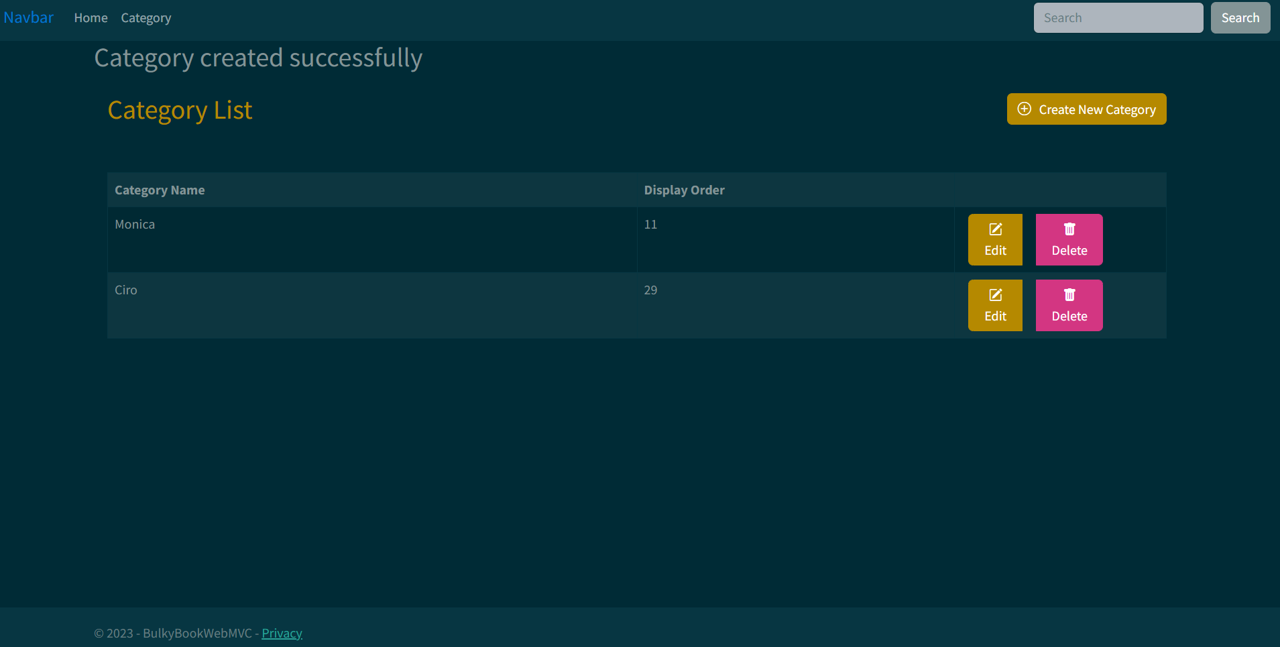 Navbar Home Category Search Search
Category created successfully
Category List Create New Category
Category Name Display Order
Monica 11 Edit Delete
Ciro 29 Edit Delete
© 2023 - BulkyBookWebMVC - Privacy